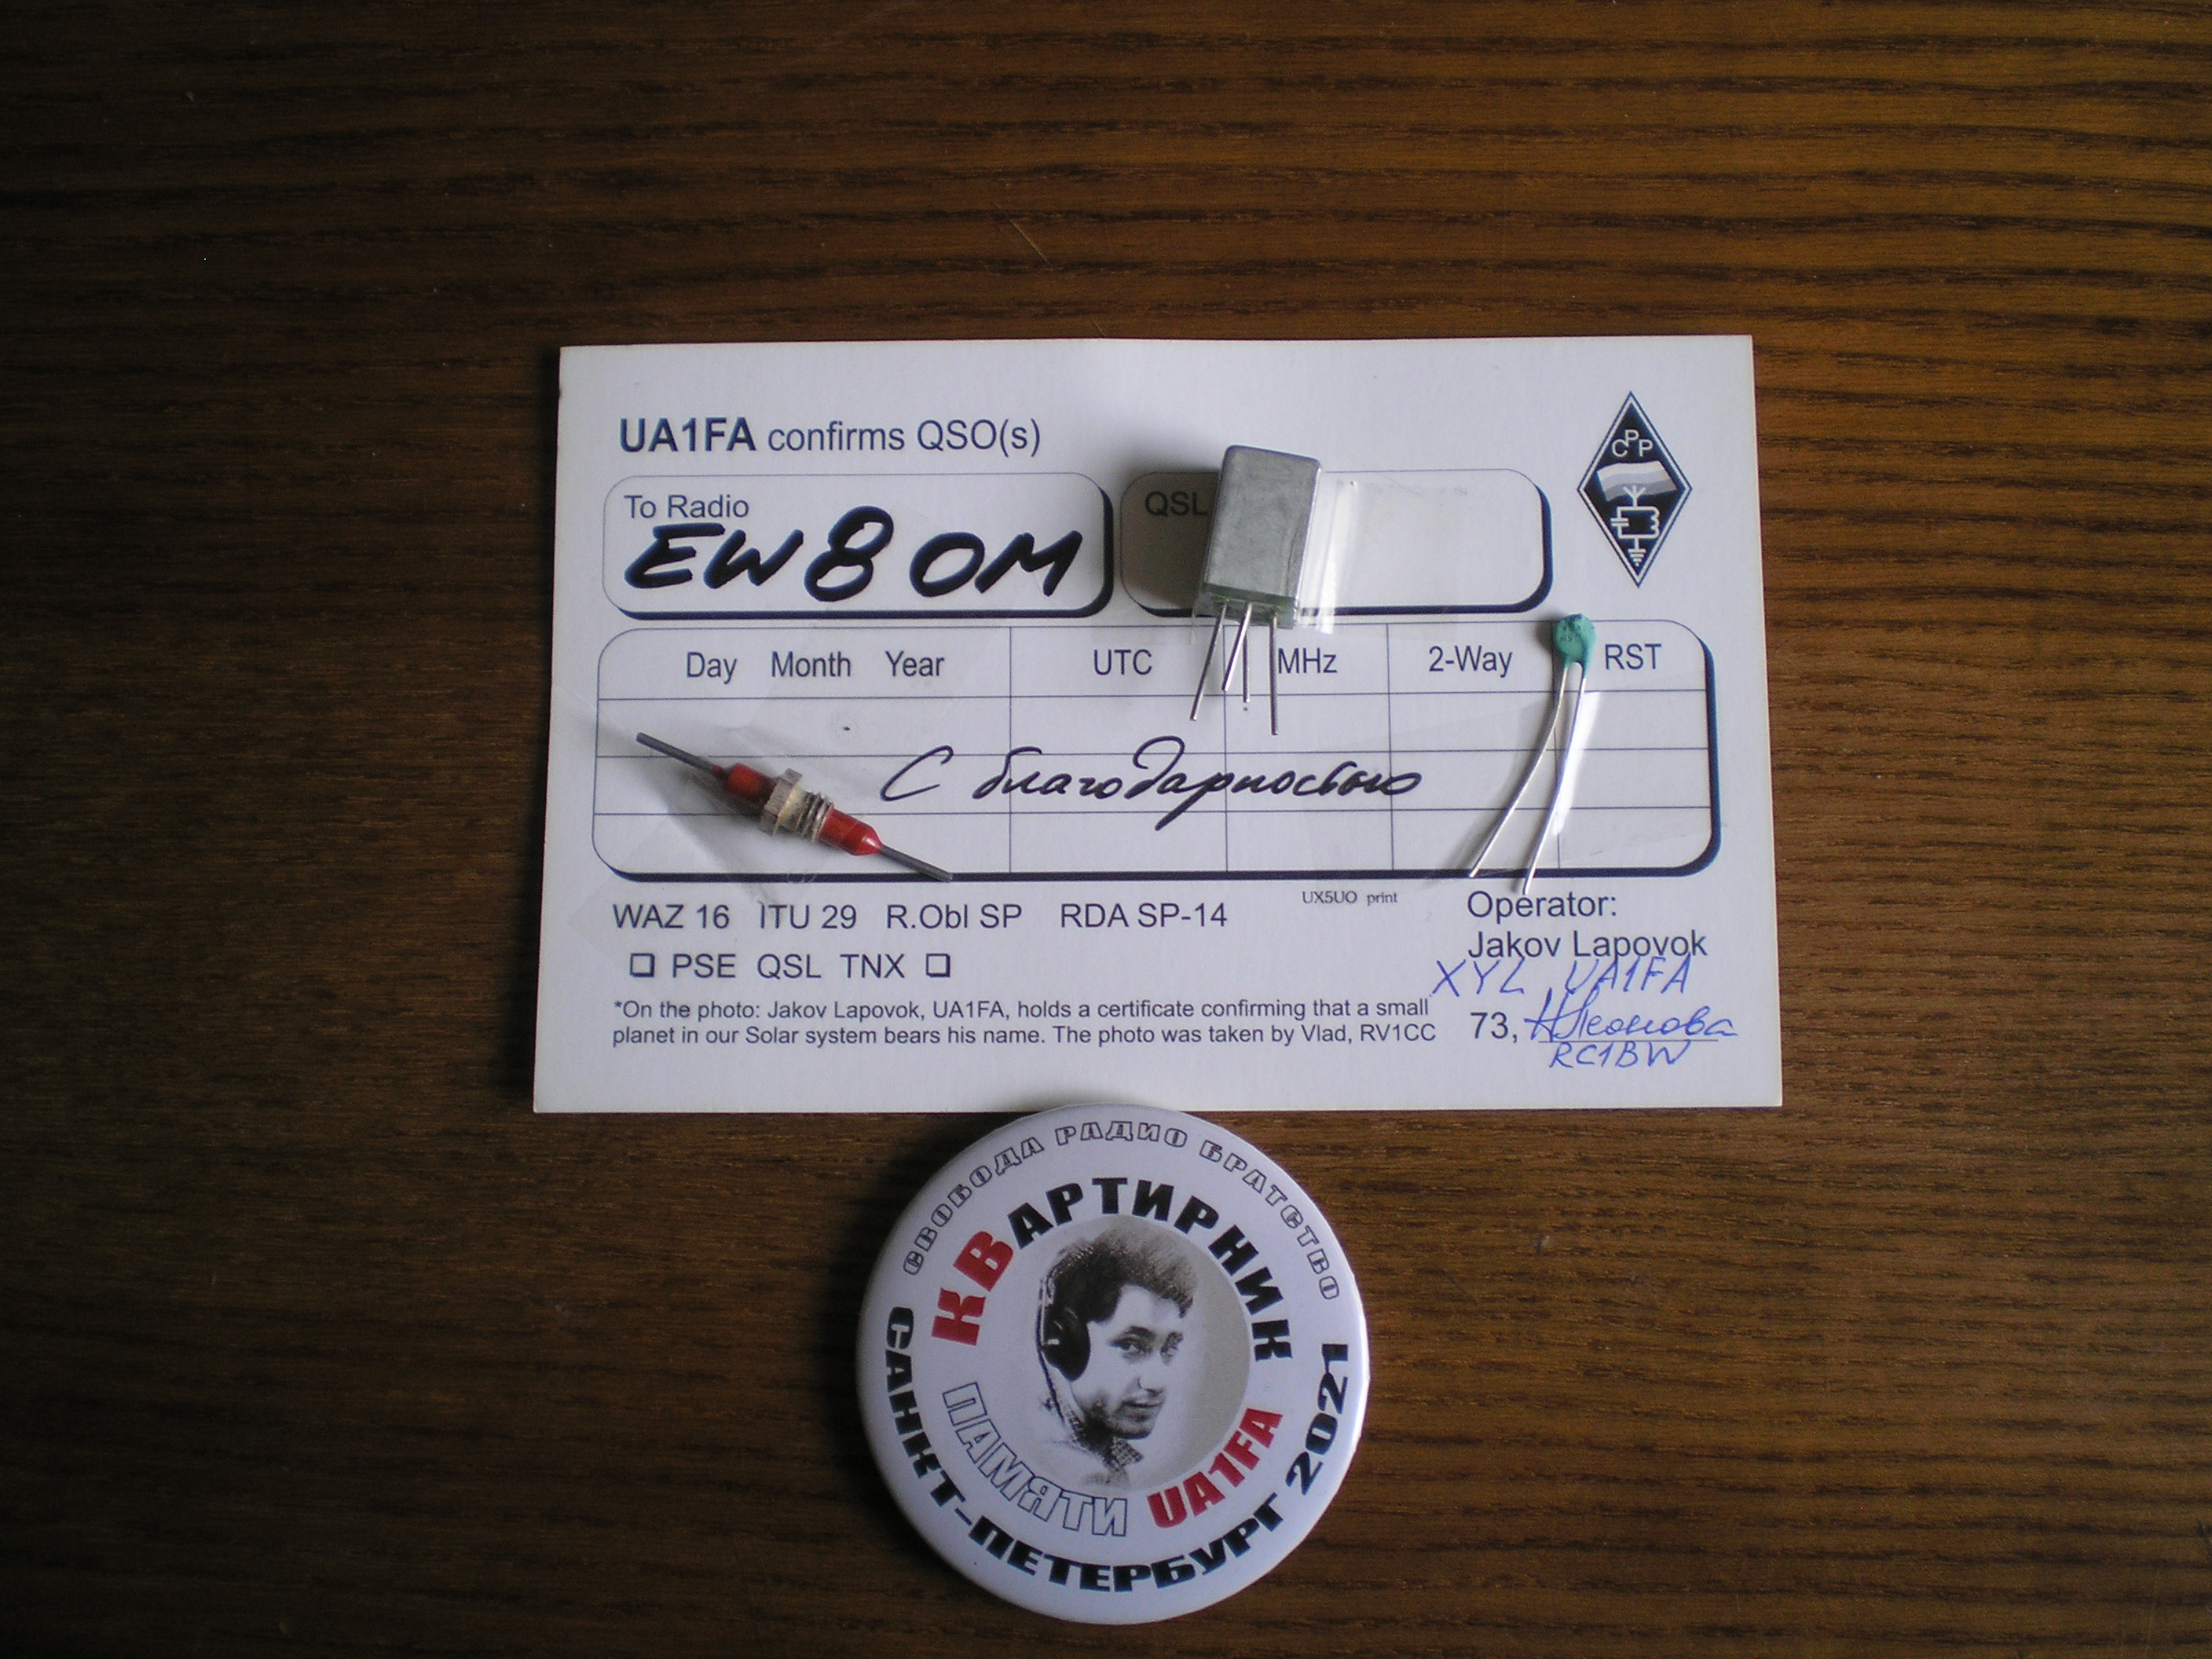 UA1FA confirms QSO(s)
СРР
To Radio
EW8OM
QSL
Day Month Year UTC MHz 2-Way RST
С благодарностью
UX5UO print
WAZ 16 ITU 29 R.Obl SP RDA SP-14
PSE QSL TNX
Operator:
Jakov Lapovok
XYL UA1FA
*On the photo: Jakov Lapovok, UA1FA, holds a certificate confirming that a small
planet in our Solar system bears his name. The photo was taken by Vlad, RV1CC
73, НЛеонова
RC1BW
СВОБОДА РАДИО БРАТСТВО
КВАРТИРНИК
ПАМЯТИ UA1FA
САНКТ-ПЕТЕРБУРГ 2021